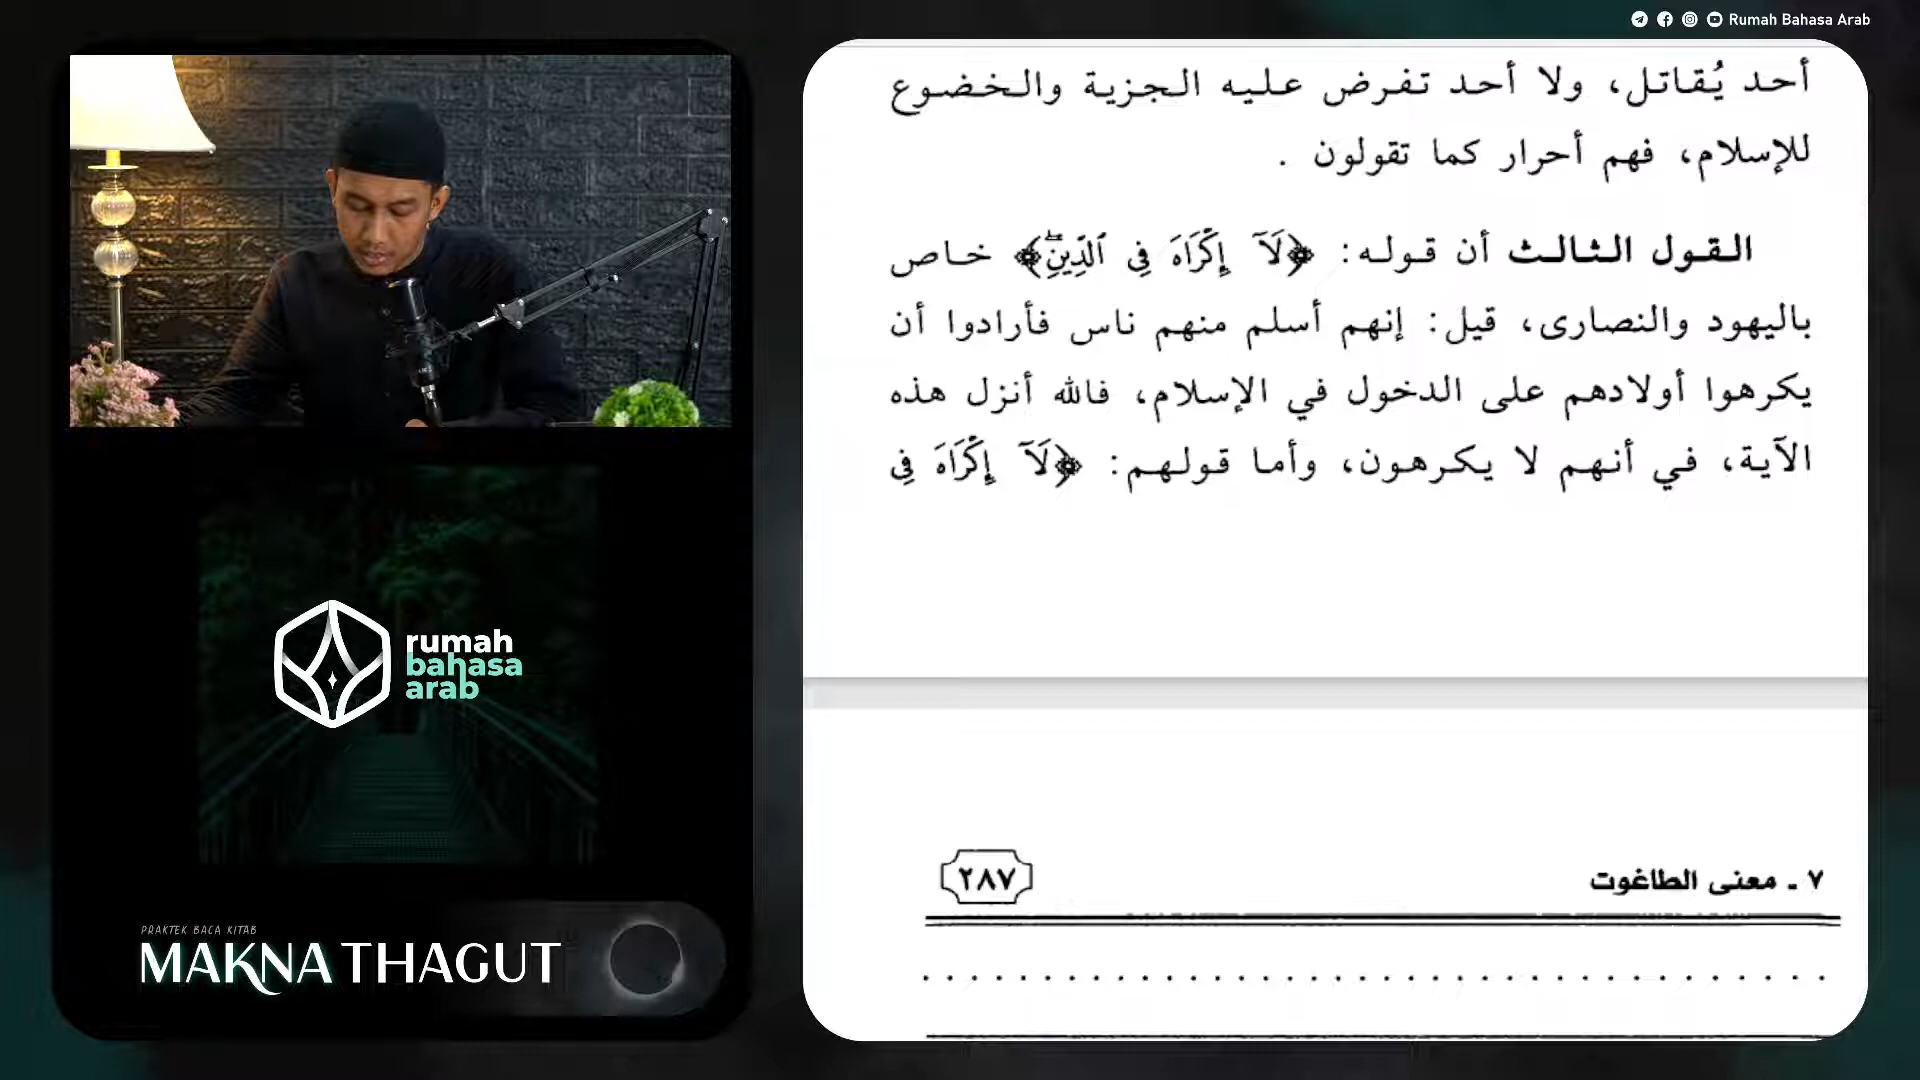 Rumah Bahasa Arab
أحد يُقاتل، ولا أحد تفرض عليه الجزية والخضوع
للإسلام، فهم أحرار كما تقولون .
القول الثالث أن قوله: ﴿لَآ إِكْرَاهَ فِى ٱلدِّينِۖ﴾ خاص
باليهود والنصارى، قيل: إنهم أسلم منهم ناس فأرادوا أن
يكرهوا أولادهم على الدخول في الإسلام، فالله أنزل هذه
الآية، في أنهم لا يكرهون، وأما قولهم: ﴿لَآ إِكْرَاهَ فِى
٧ ـ معنى الطاغوت
٢٨٧
rumah
bahasa
arab
PRAKTEK BACA KITAB
MAKNA THAGUT